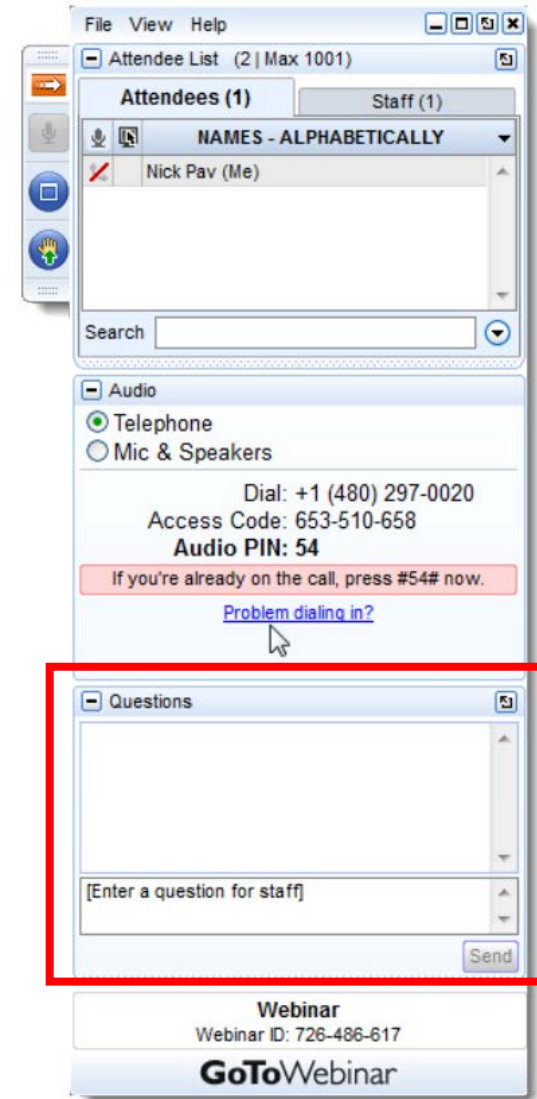 File View Help
Attendee List (2 | Max 1001)
Attendees (1) Staff (1)
NAMES - ALPHABETICALLY
Nick Pav (Me)
Search
Audio
Telephone
Mic & Speakers
Dial: +1 (480) 297-0020
Access Code: 653-510-658
Audio PIN: 54
If you're already on the call, press #54# now.
Problem dialing in?
Questions
[Enter a question for staff]
Send
Webinar
Webinar ID: 726-486-617
GoToWebinar